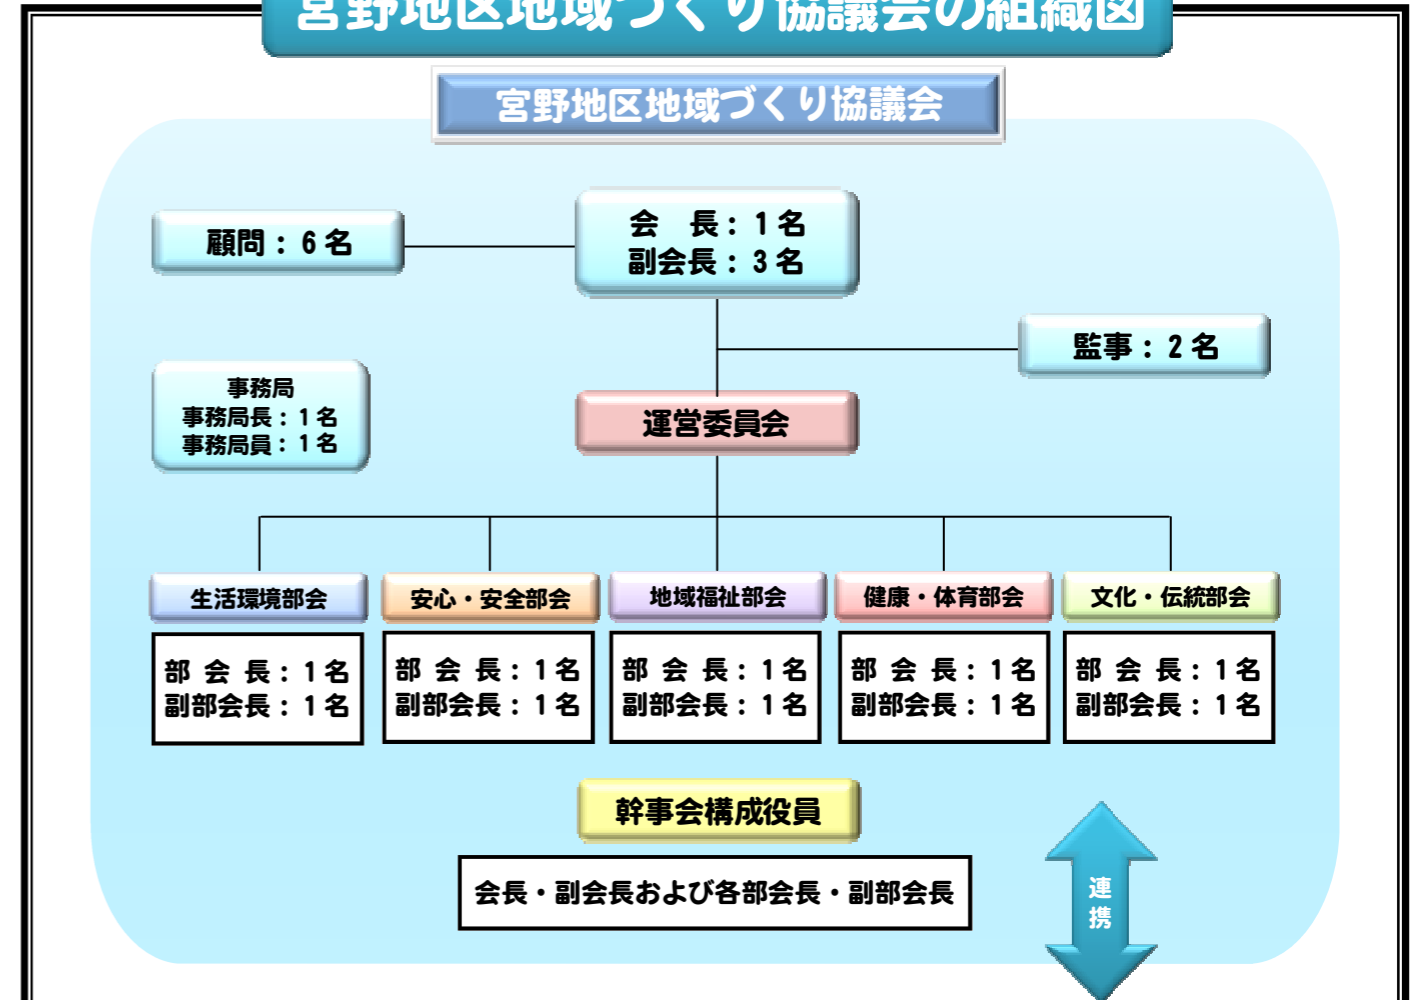 宮野地区地域づくり協議会の組織図
宮野地区地域づくり協議会
顧問：6名
会　長：1名
副会長：3名
監事：2名
事務局
事務局長：1名
事務局員：1名
運営委員会
生活環境部会
安心・安全部会
地域福祉部会
健康・体育部会
文化・伝統部会
部 会 長：1名
副部会長：1名
部 会 長：1名
副部会長：1名
部 会 長：1名
副部会長：1名
部 会 長：1名
副部会長：1名
部 会 長：1名
副部会長：1名
幹事会構成役員
会長・副会長および各部会長・副部会長
連携